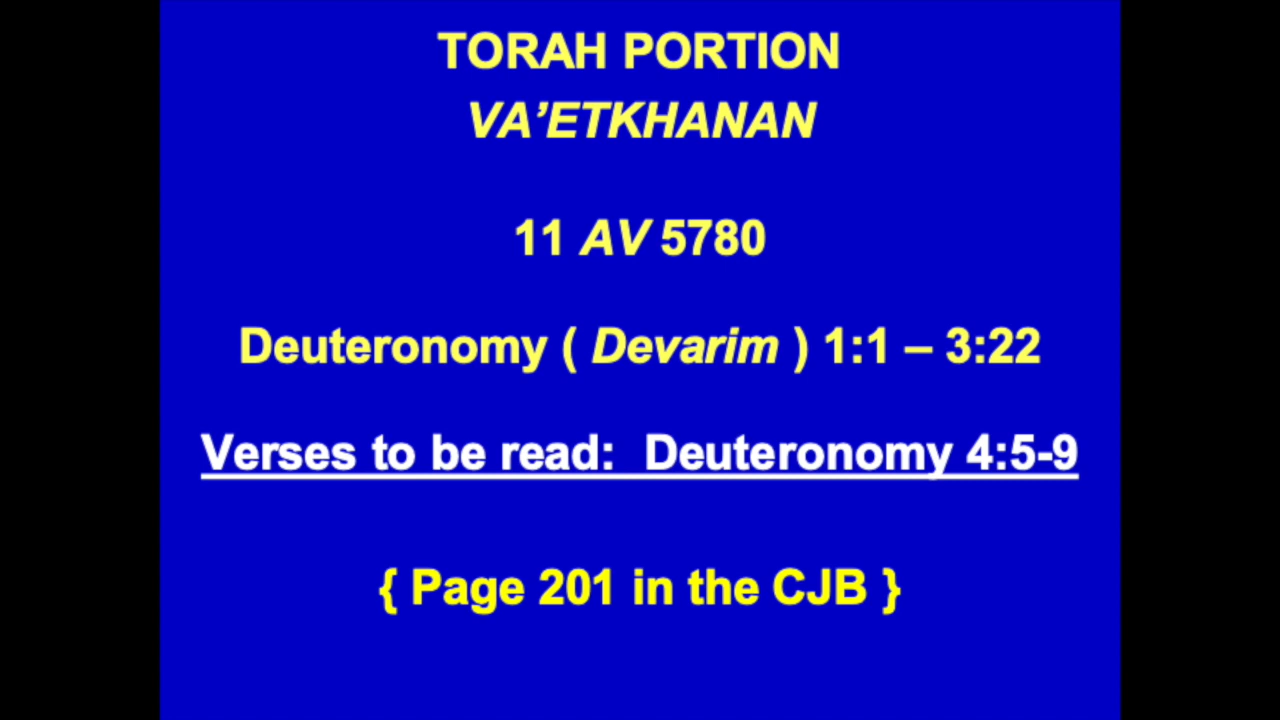 TORAH PORTION
VA’ETKHANAN
11 AV 5780
Deuteronomy ( Devarim ) 1:1 – 3:22
Verses to be read:  Deuteronomy 4:5-9
{ Page 201 in the CJB }